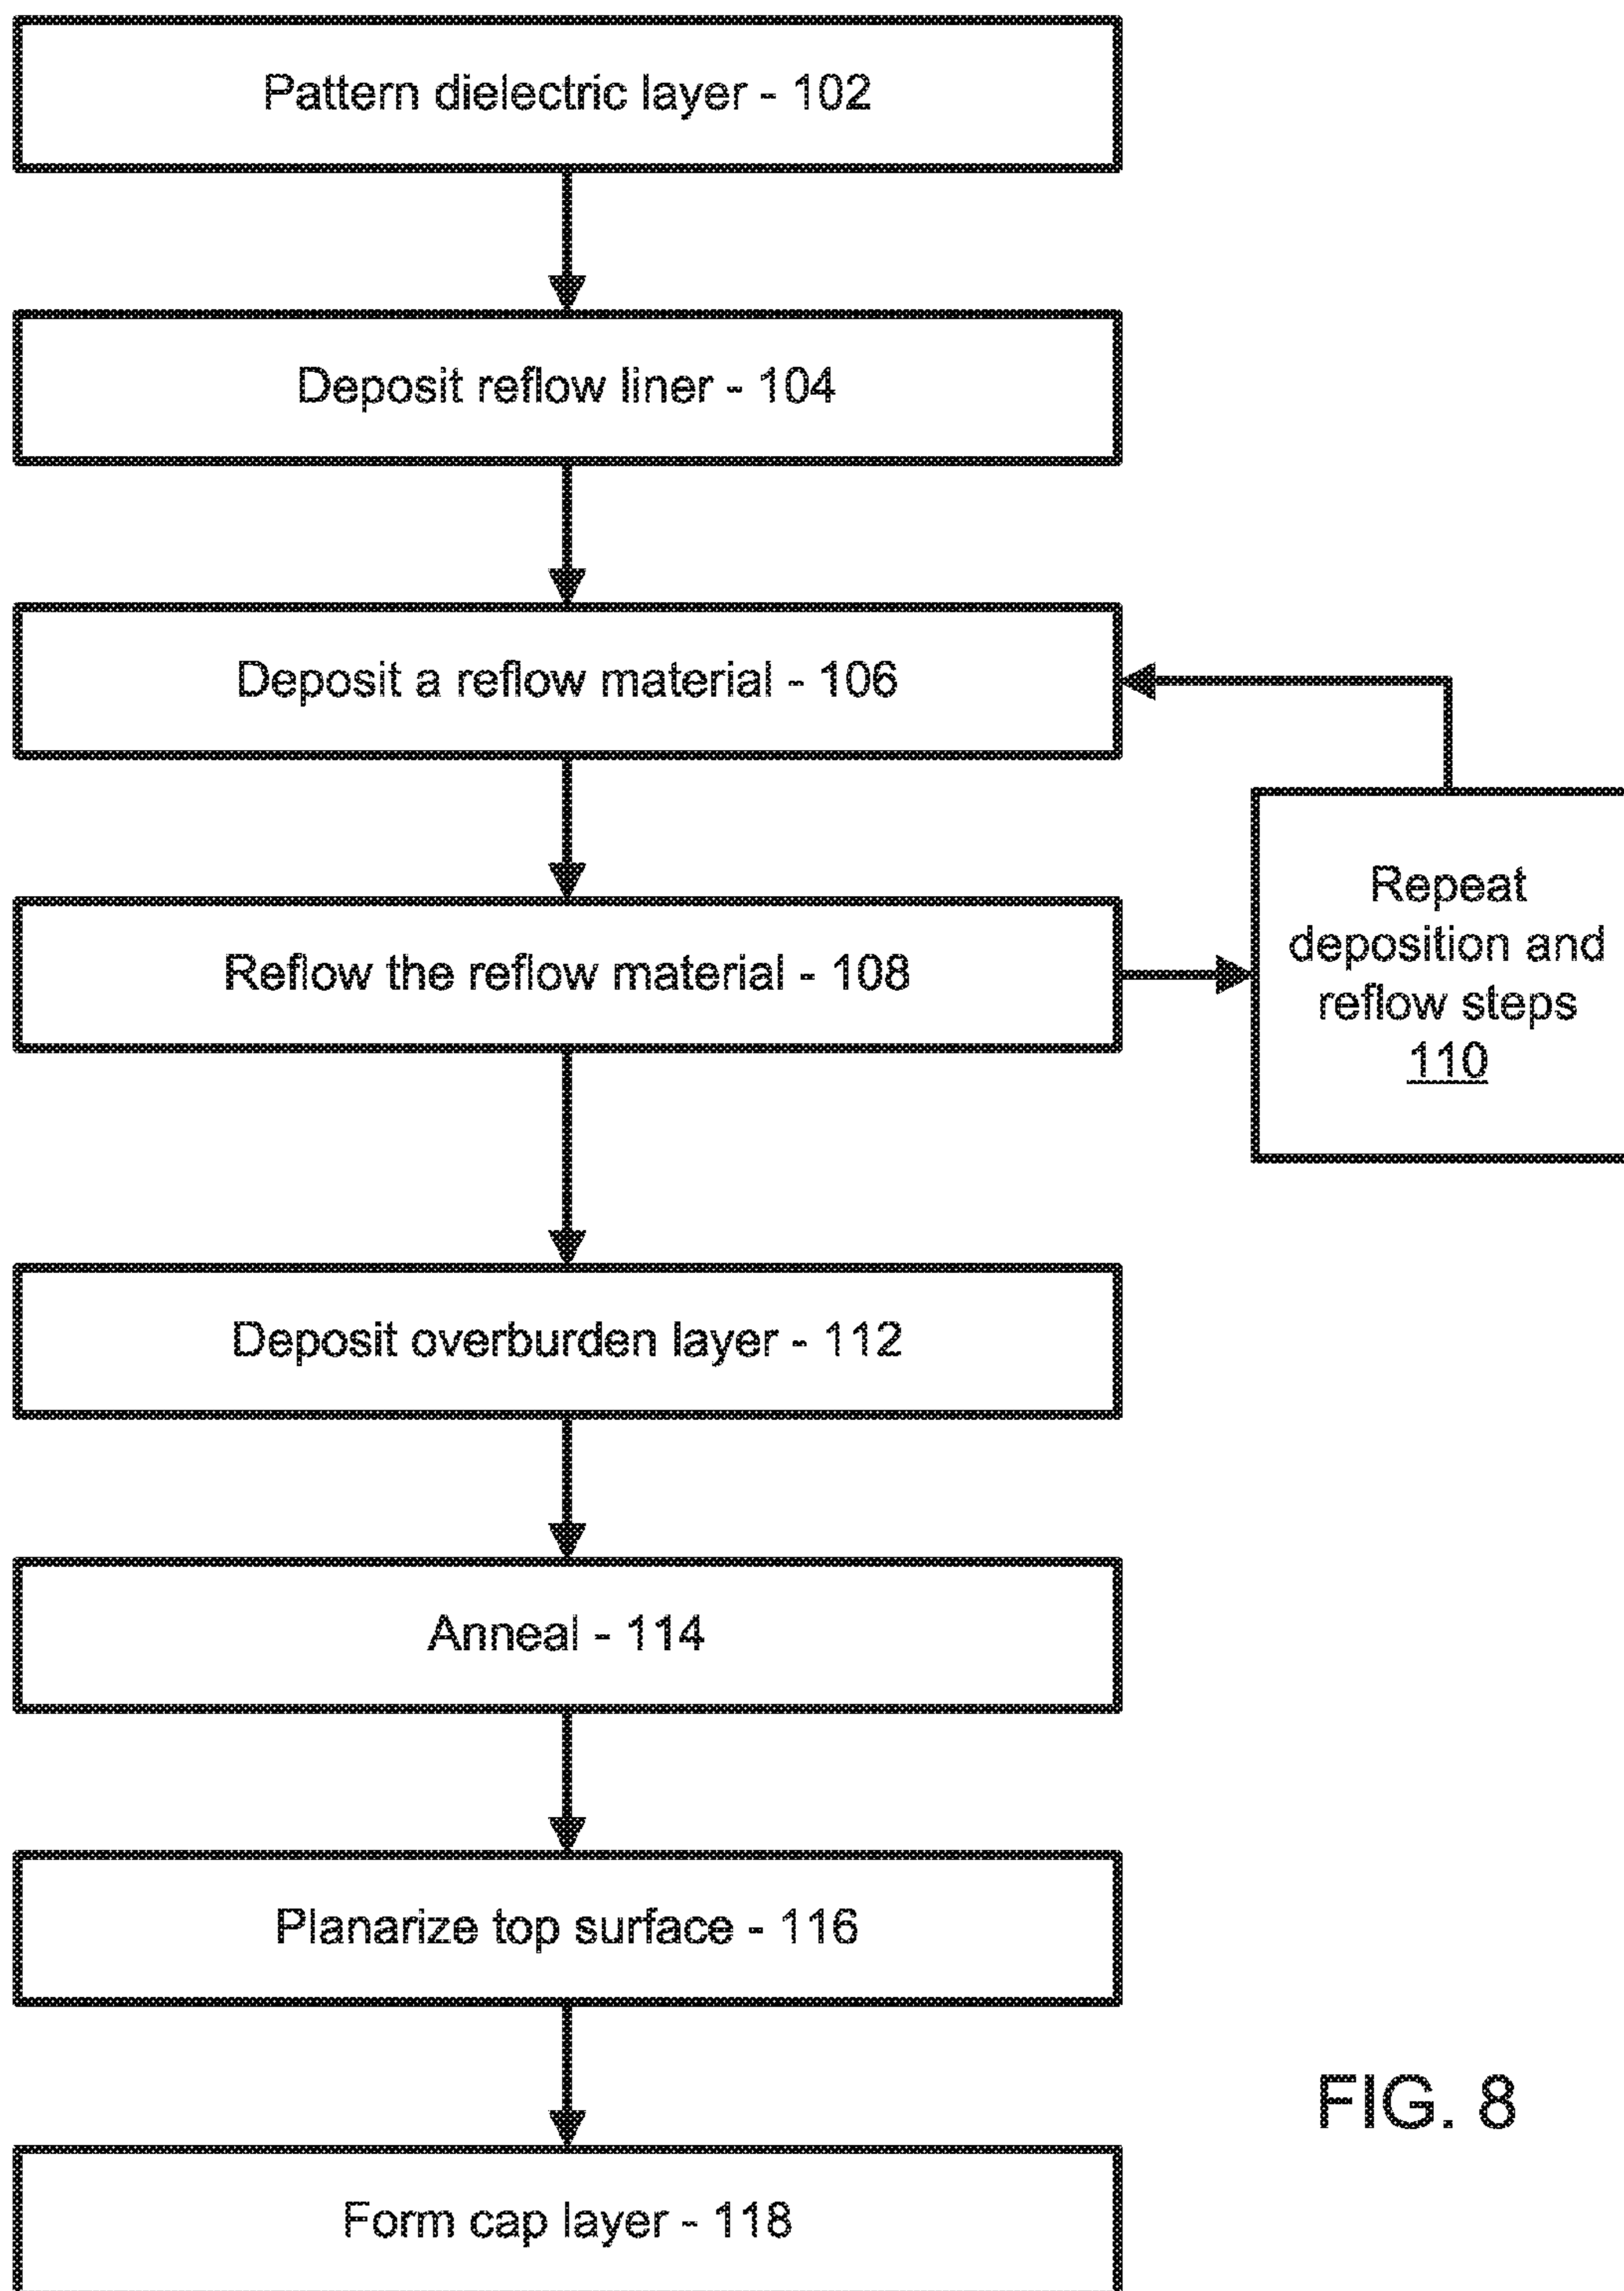 Pattern dielectric layer - 102
Deposit reflow liner - 104
Deposit a reflow material - 106
Reflow the reflow material - 108
Repeat
deposition and
reflow steps
110
Deposit overburden layer - 112
Anneal - 114
Planarize top surface - 116
Form cap layer - 118
FIG. 8